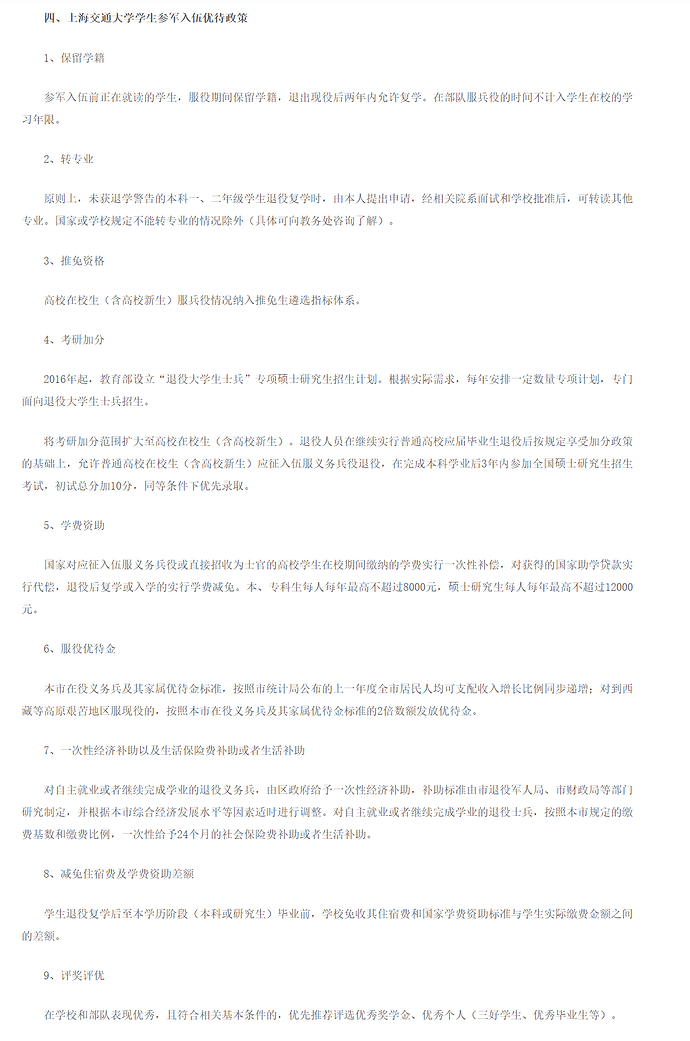 四、上海交通大学学生参军入伍优待政策
1、保留学籍
参军入伍前正在就读的学生，服役期间保留学籍，退出现役后两年内允许复学。在部队服兵役的时间不计入学生在校的学
习年限。
2、转专业
原则上，未获退学警告的本科一、二年级学生退役复学时，由本人提出申请，经相关院系面试和学校批准后，可转读其他
专业。国家或学校规定不能转专业的情况除外（具体可向教务处咨询了解）。
3、推免资格
高校在校生（含高校新生）服兵役情况纳入推免生遴选指标体系。
4、考研加分
2016年起，教育部设立“退役大学生士兵”专项硕士研究生招生计划。根据实际需求，每年安排一定数量专项计划，专门
面向退役大学生士兵招生。
将考研加分范围扩大至高校在校生（含高校新生）。退役人员在继续实行普通高校应届毕业生退役后按规定享受加分政策
的基础上，允许普通高校在校生（含高校新生）应征入伍服义务兵役退役，在完成本科学业后3年内参加全国硕士研究生招生
考试，初试总分加10分，同等条件下优先录取。
5、学费资助
国家对应征入伍服义务兵役或直接招收为士官的高校学生在校期间缴纳的学费实行一次性补偿，对获得的国家助学贷款实
行代偿，退役后复学或入学的实行学费减免。本、专科生每人每年最高不超过8000元，硕士研究生每人每年最高不超过12000
元。
6、服役优待金
本市在役义务兵及其家属优待金标准，按照市统计局公布的上一年度全市居民人均可支配收入增长比例同步递增；对到西
藏等高原艰苦地区服现役的，按照本市在役义务兵及其家属优待金标准的2倍数额发放优待金。
7、一次性经济补助以及生活保险费补助或者生活补助
对自主就业或者继续完成学业的退役义务兵，由区政府给予一次性经济补助，补助标准由市退役军人局、市财政局等部门
研究制定，并根据本市综合经济发展水平等因素适时进行调整。对自主就业或者继续完成学业的退役士兵，按照本市规定的缴
费基数和缴费比例，一次性给予24个月的社会保险费补助或者生活补助。
8、减免住宿费及学费资助差额
学生退役复学后至本学历阶段（本科或研究生）毕业前，学校免收其住宿费和国家学费资助标准与学生实际缴费金额之间
的差额。
9、评奖评优
在学校和部队表现优秀，且符合相关基本条件的，优先推荐评选优秀奖学金、优秀个人（三好学生、优秀毕业生等）。